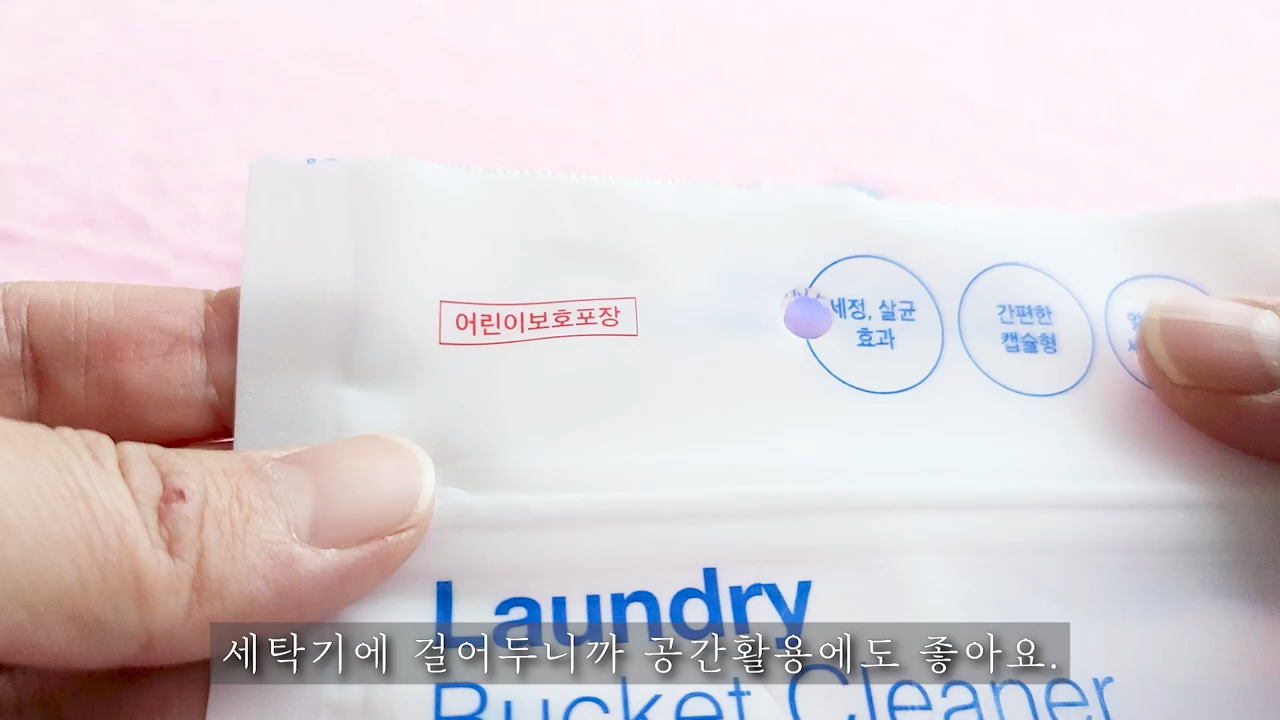 어린이보호포장
세정, 살균
효과
간편한
캡슐형
Laundry
세탁기에 걸어두니까 공간활용에도 좋아요.
Bucket Cleaner